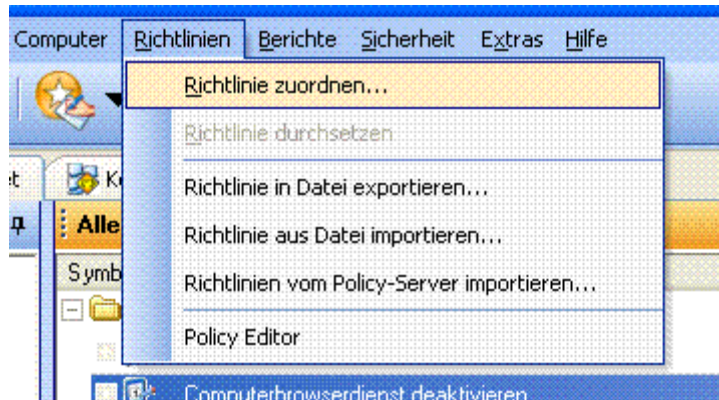 Computer Richtlinien Berichte Sicherheit Extras Hilfe
Richtlinie zuordnen...
Richtlinie durchsetzen
Richtlinie in Datei exportieren...
Alle
Richtlinie aus Datei importieren...
Symb
Richtlinien vom Policy-Server importieren...
Policy Editor
Computerbrowserdienst deaktivieren